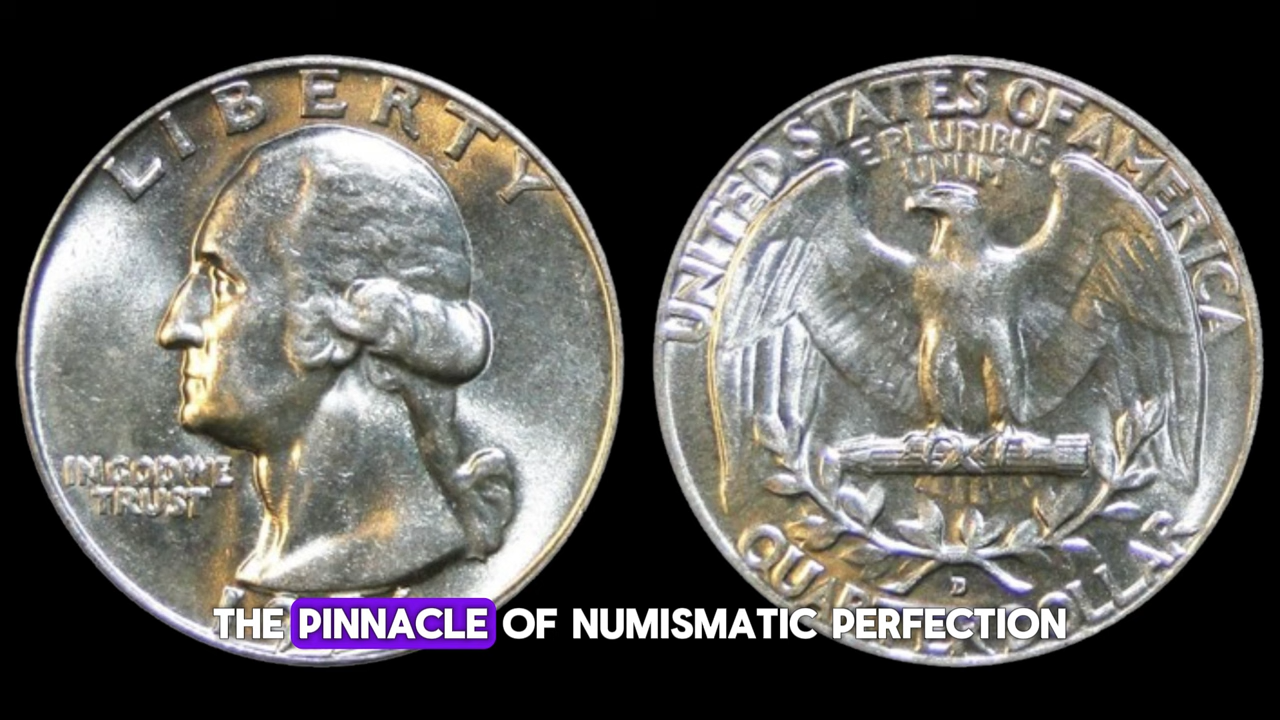 LIBERTY
IN GOD WE
TRUST
UNITED STATES OF AMERICA
E PLURIBUS
UNUM
D
QUARTER DOLLAR
THE PINNACLE OF NUMISMATIC PERFECTION